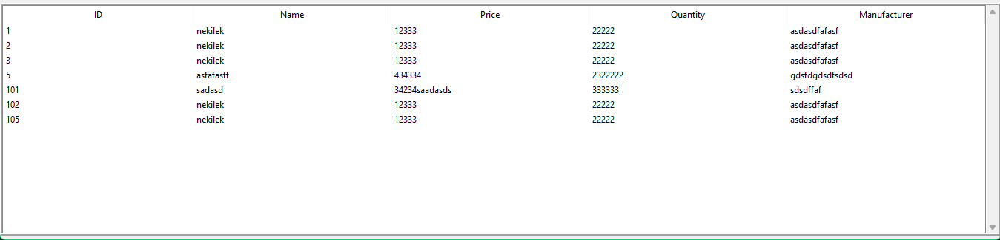 ID Name Price Quantity Manufacturer
1 nekilek 12333 22222 asdasdfafasf
2 nekilek 12333 22222 asdasdfafasf
3 nekilek 12333 22222 asdasdfafasf
5 asfafasff 434334 2322222 gdsfdgdsdfsdsd
101 sadasd 34234saadasds 333333 sdsdffaf
102 nekilek 12333 22222 asdasdfafasf
105 nekilek 12333 22222 asdasdfafasf